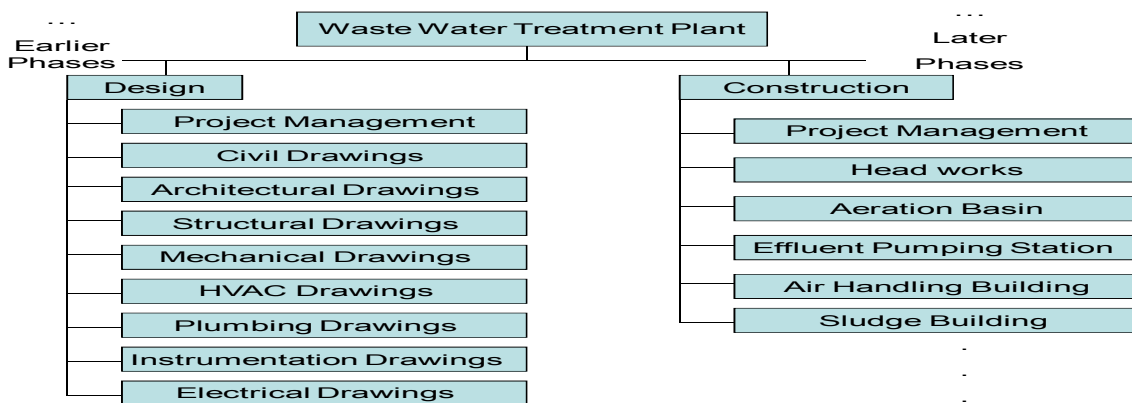 ...
Earlier
Phases
Waste Water Treatment Plant
...
Later
Phases
Design
Project Management
Civil Drawings
Architectural Drawings
Structural Drawings
Mechanical Drawings
HVAC Drawings
Plumbing Drawings
Instrumentation Drawings
Electrical Drawings
Construction
Project Management
Head works
Aeration Basin
Effluent Pumping Station
Air Handling Building
Sludge Building
.
.
.